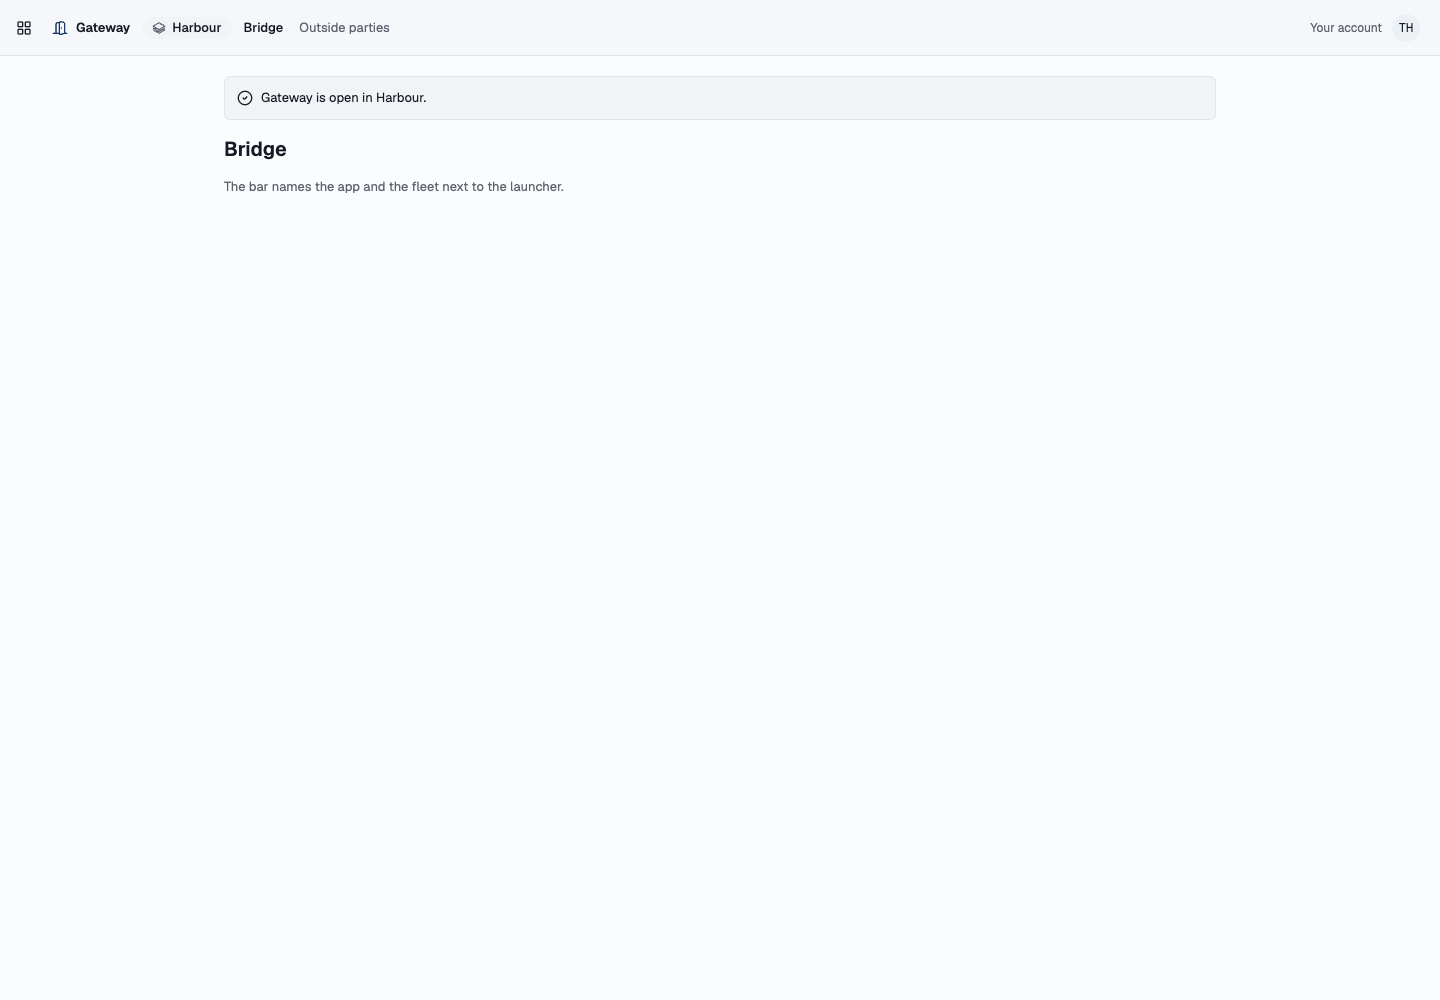 Gateway Harbour Bridge Outside parties Your account TH
Gateway is open in Harbour.
Bridge
The bar names the app and the fleet next to the launcher.